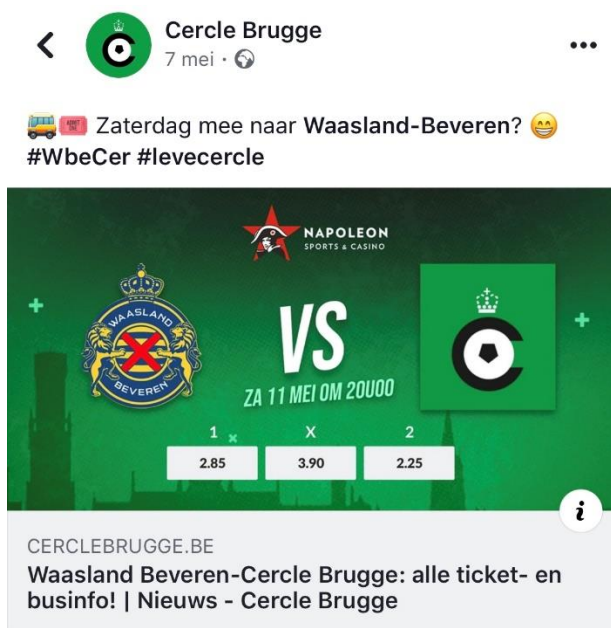 Cercle Brugge
7 mei ·
ADMIT
ONE
Zaterdag mee naar Waasland-Beveren?
#WbeCer #levecercle
NAPOLEON
SPORTS & CASINO
WAASLAND
BEVEREN
VS
ZA 11 MEI OM 20U00
1 X 2
2.85 3.90 2.25
i
CERCLEBRUGGE.BE
Waasland Beveren-Cercle Brugge: alle ticket- en
businfo! | Nieuws - Cercle Brugge